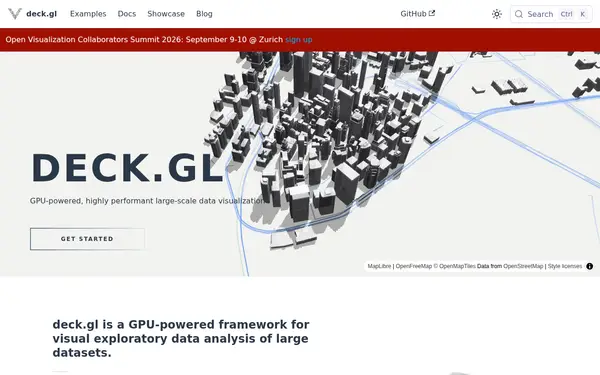 deck.gl Examples Docs Showcase Blog GitHub Search Ctrl K
Open Visualization Collaborators Summit 2026: September 9-10 @ Zurich sign up
DECK.GL
GPU-powered, highly performant large-scale data visualization
GET STARTED
MapLibre | OpenFreeMap © OpenMapTiles Data from OpenStreetMap | Style licenses
deck.gl is a GPU-powered framework for
visual exploratory data analysis of large
datasets.